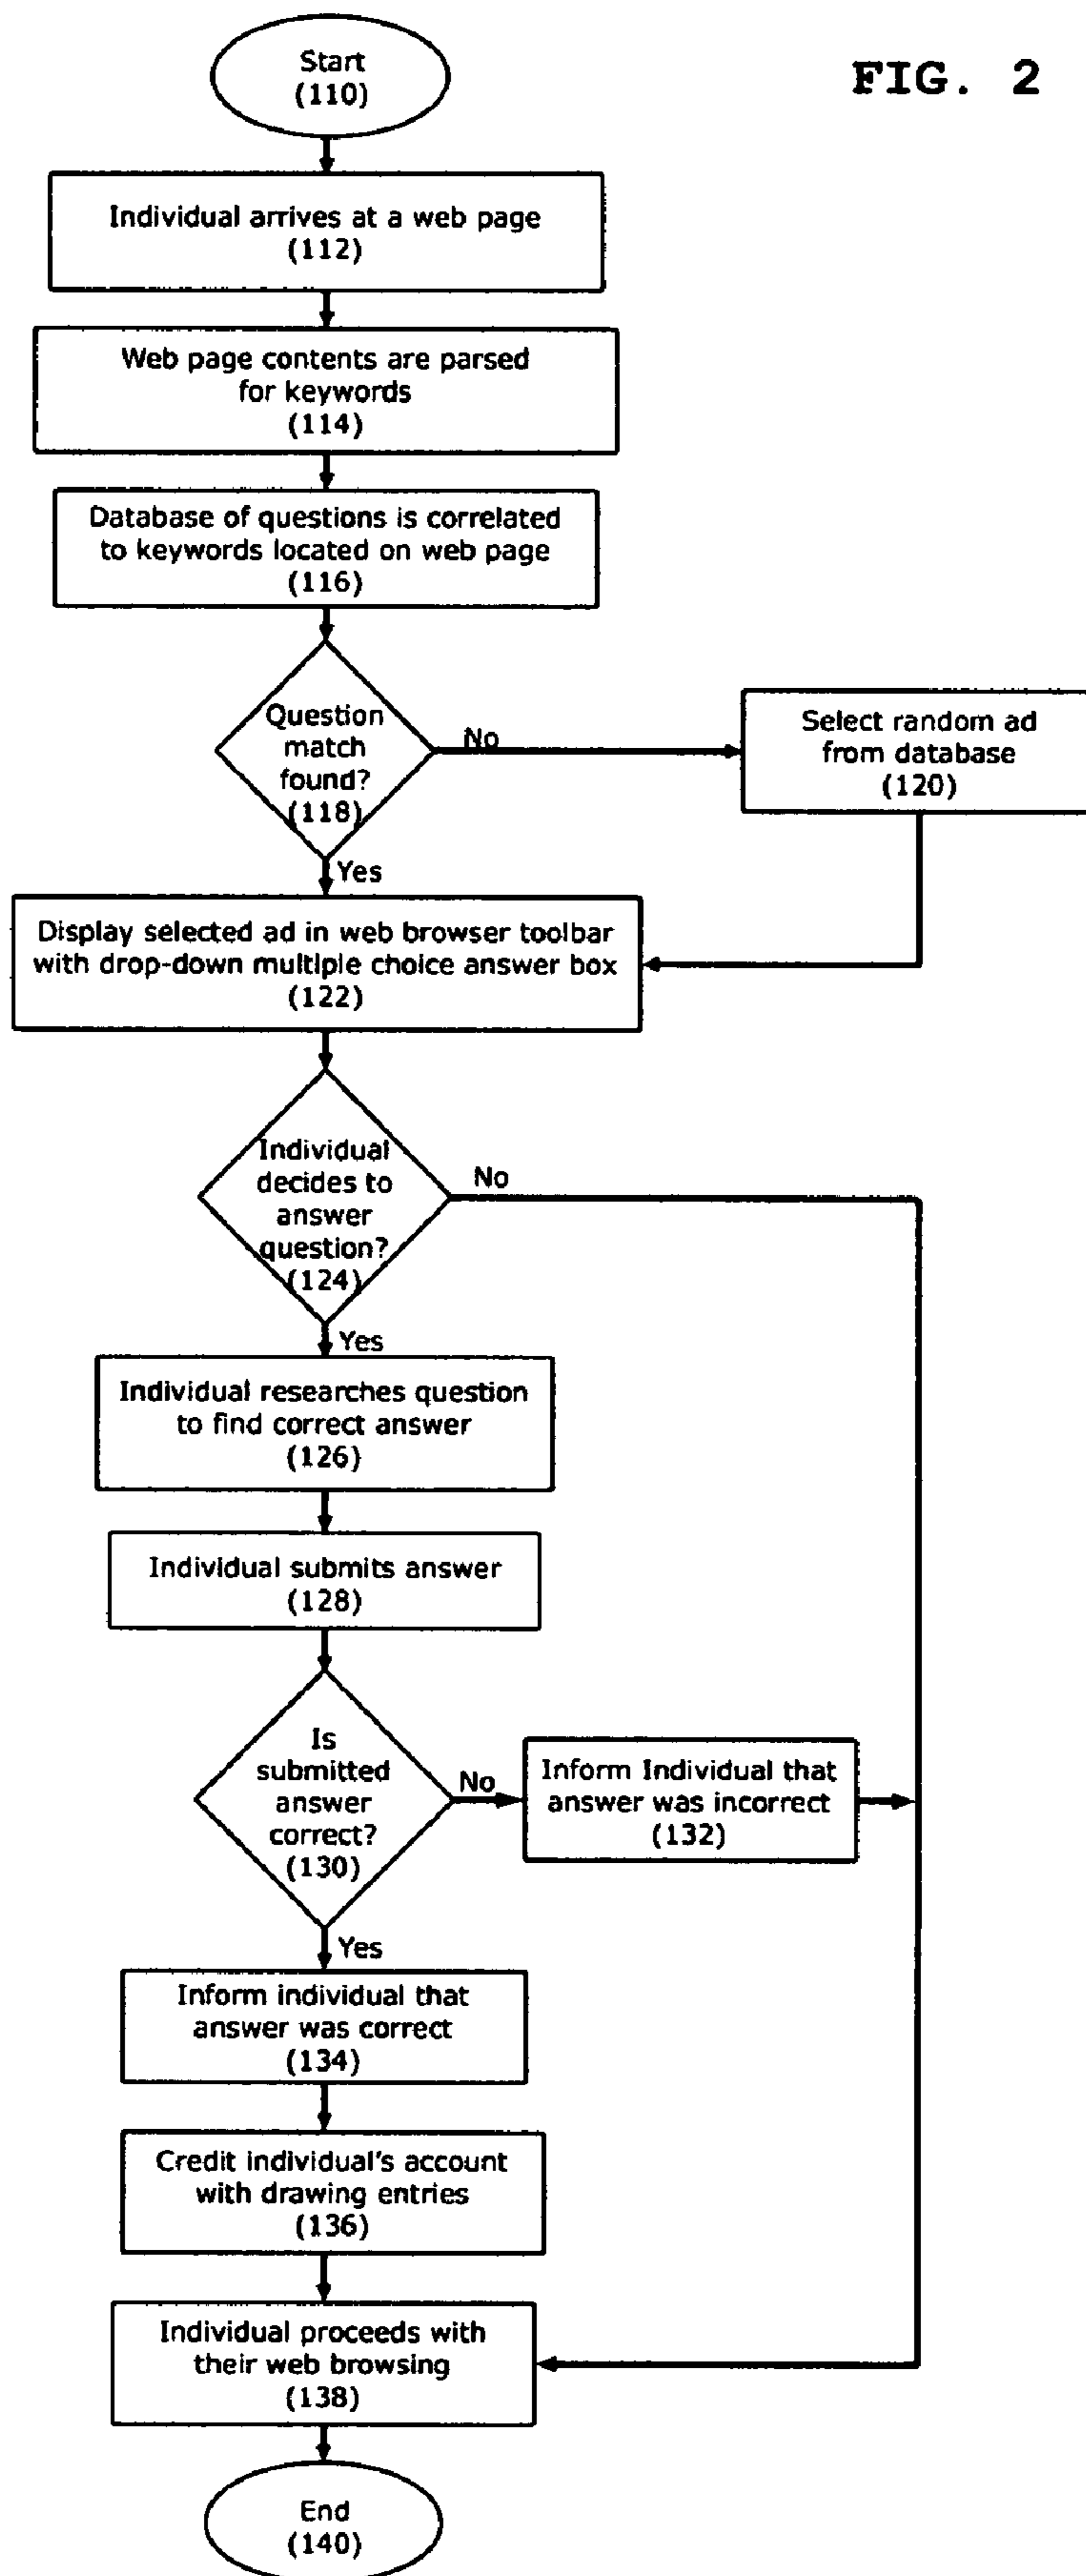 FIG. 2
Start
(110)
Individual arrives at a web page
(112)
Web page contents are parsed
for keywords
(114)
Database of questions is correlated
to keywords located on web page
(116)
Question
match
found?
(118)
No
Select random ad
from database
(120)
Yes
Display selected ad in web browser toolbar
with drop-down multiple choice answer box
(122)
Individual
decides to
answer
question?
(124)
No
Yes
Individual researches question
to find correct answer
(126)
Individual submits answer
(128)
Is
submitted
answer
correct?
(130)
No
Inform Individual that
answer was incorrect
(132)
Yes
Inform individual that
answer was correct
(134)
Credit individual's account
with drawing entries
(136)
Individual proceeds with
their web browsing
(138)
End
(140)